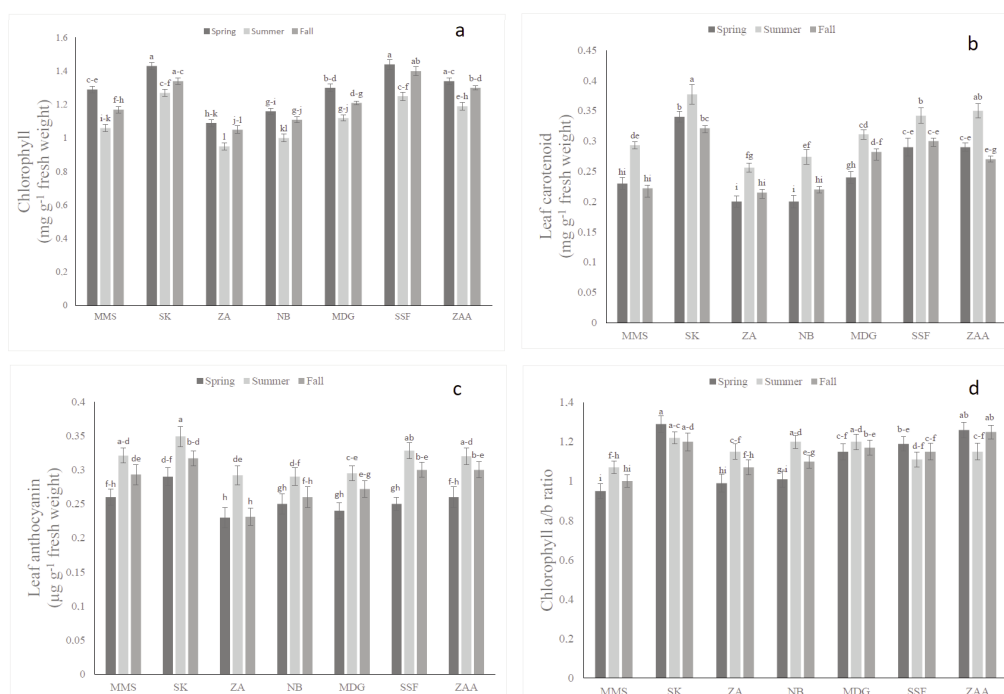 a
Spring Summer Fall
Chlorophyll
(mg g-1 fresh weight)
1.6
1.4
1.2
1
0.8
0.6
0.4
0.2
0
c-e i-k f-h a c-f a-c h-k l j-l g-i kl g-j b-d g-j d-g a c-f ab a-c e-h b-d
MMS SK ZA NB MDG SSF ZAA
b
Spring Summer Fall
Leaf carotenoid
(mg g-1 fresh weight)
0.45
0.4
0.35
0.3
0.25
0.2
0.15
0.1
0.05
0
hi de hi b a bc i fg hi i ef hi gh cd d-f c-e ab c-e c-e ab e-g
MMS SK ZA NB MDG SSF ZAA
c
Spring Summer Fall
Leaf anthocyanin
(µg g-1 fresh weight)
0.4
0.35
0.3
0.25
0.2
0.15
0.1
0.05
0
f-h a-d de d-f a b-d h de h gh d-f f-h gh c-e e-g gh ab b-e f-h a-d b-e
MMS SK ZA NB MDG SSF ZAA
d
Spring Summer Fall
Chlorophyll a/b ratio
1.4
1.2
1
0.8
0.6
0.4
0.2
0
i f-h hi a a-c a-d hi c-f f-h g-i a-d e-g c-f a-d b-e b-e d-f c-f ab c-f ab
MMS SK ZA NB MDG SSF ZAA